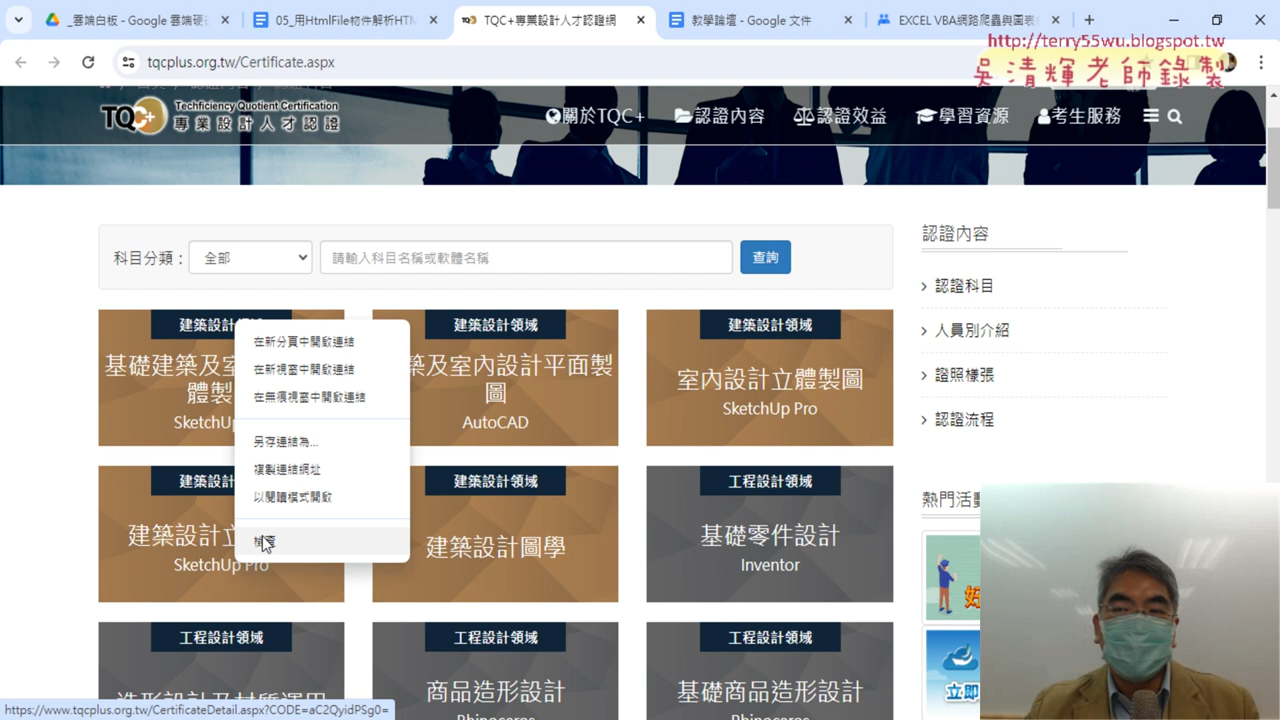 _雲端白板 - Google 雲端硬
05_用HtmlFile物件解析HTM
TQC+專業設計人才認證網
教學論壇 - Google 文件
EXCEL VBA網路爬蟲與圖表
tqcplus.org.tw/Certificate.aspx
http://terry55wu.blogspot.tw
吳清輝老師錄製
TQC+
Techficiency Quotient Certification
專業設計人才認證
關於TQC+
認證內容
認證效益
學習資源
考生服務
科目分類：
全部
請輸入科目名稱或軟體名稱
查詢
認證內容
認證科目
人員別介紹
證照樣張
認證流程
建築設計
基礎建築及室
體製
SketchUp
建築設計領域
築及室內設計平面製
圖
AutoCAD
建築設計領域
室內設計立體製圖
SketchUp Pro
在新分頁中開啟連結
在新視窗中開啟連結
在無痕視窗中開啟連結
另存連結為...
複製連結網址
以閱讀模式開啟
建築設計
建築設計立
SketchUp Pro
建築設計領域
建築設計圖學
工程設計領域
基礎零件設計
Inventor
熱門活動
好
立即
工程設計領域
造形設計及材質運用
工程設計領域
商品造形設計
Rhinoceros
工程設計領域
基礎商品造形設計
Rhinoceros
https://www.tqcplus.org.tw/CertificateDetail.aspx?CODE=aC2QyidPSg0=